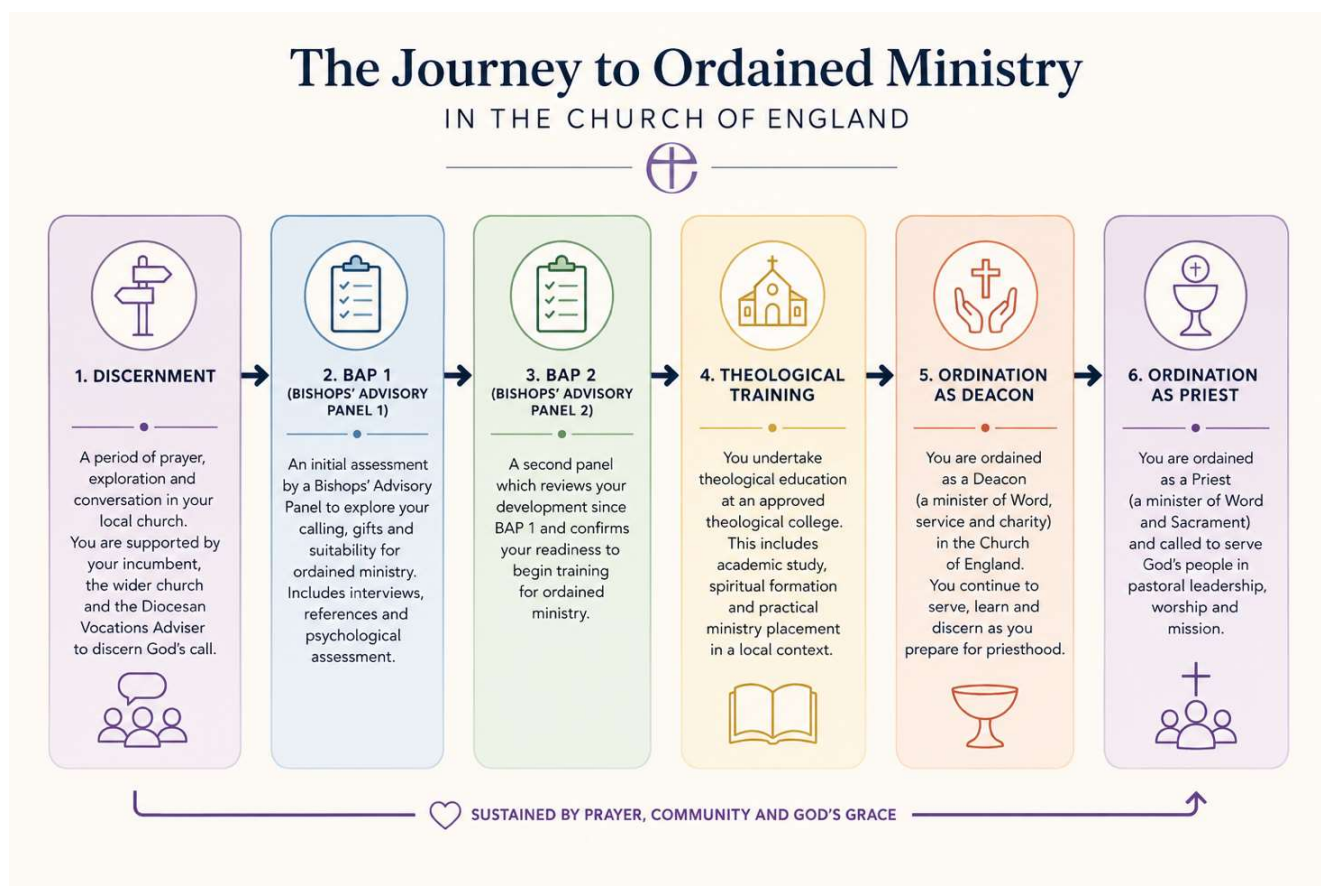 The Journey to Ordained Ministry
IN THE CHURCH OF ENGLAND
1. DISCERNMENT
A period of prayer,
exploration and
conversation in your
local church.
You are supported by
your incumbent,
the wider church
and the Diocesan
Vocations Adviser
to discern God's call.
2. BAP 1
(BISHOPS' ADVISORY
PANEL 1)
An initial assessment
by a Bishops' Advisory
Panel to explore your
calling, gifts and
suitability for
ordained ministry.
Includes interviews,
references and
psychological
assessment.
3. BAP 2
(BISHOPS' ADVISORY
PANEL 2)
A second panel
which reviews your
development since
BAP 1 and confirms
your readiness to
begin training
for ordained
ministry.
4. THEOLOGICAL
TRAINING
You undertake
theological education
at an approved
theological college.
This includes
academic study,
spiritual formation
and practical
ministry placement
in a local context.
5. ORDINATION
AS DEACON
You are ordained
as a Deacon
(a minister of Word,
service and charity)
in the Church
of England.
You continue to
serve, learn and
discern as you
prepare for priesthood.
6. ORDINATION
AS PRIEST
You are ordained
as a Priest
(a minister of Word
and Sacrament)
and called to serve
God's people in
pastoral leadership,
worship and
mission.
SUSTAINED BY PRAYER, COMMUNITY AND GOD'S GRACE